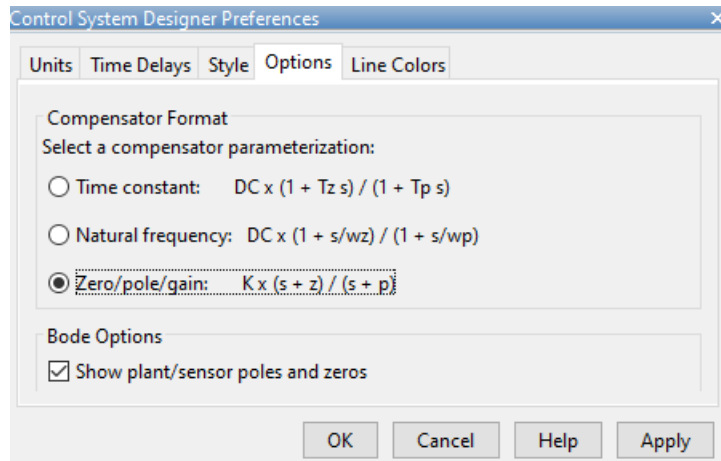 Control System Designer Preferences
Units Time Delays Style Options Line Colors
Compensator Format
Select a compensator parameterization:
Time constant: DC x (1 + Tz s) / (1 + Tp s)
Natural frequency: DC x (1 + s/wz) / (1 + s/wp)
Zero/pole/gain: K x (s + z) / (s + p)
Bode Options
Show plant/sensor poles and zeros
OK Cancel Help Apply